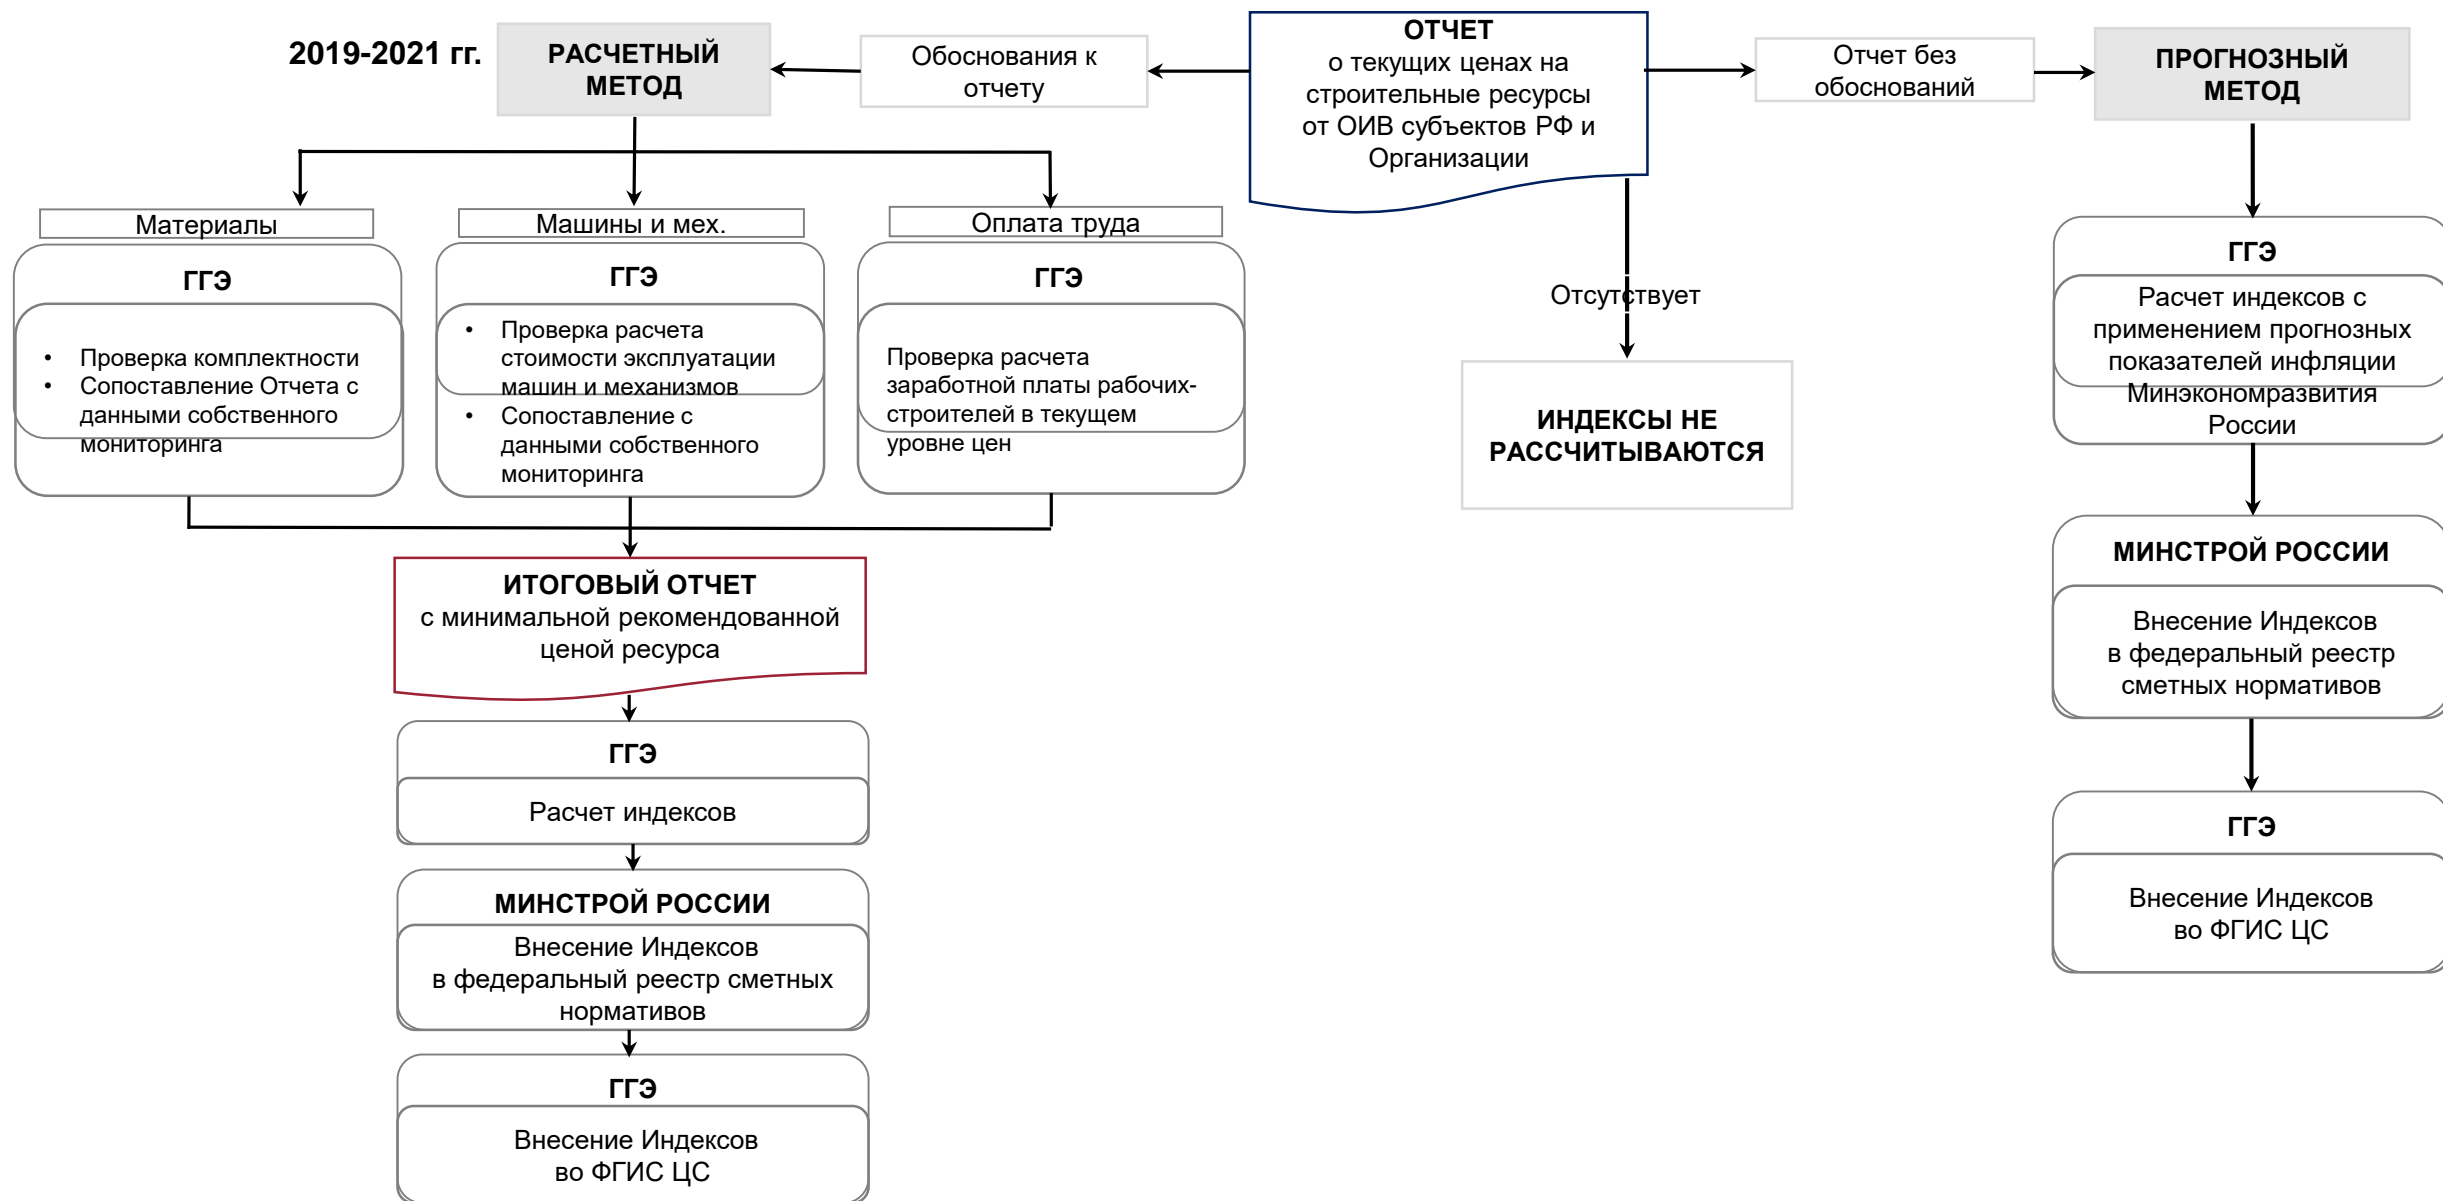 2019-2021 гг.
РАСЧЕТНЫЙ
МЕТОД
Обоснования к
отчету
ОТЧЕТ
о текущих ценах на
строительные ресурсы
от ОИВ субъектов РФ и
Организации
Отчет без
обоснований
ПРОГНОЗНЫЙ
МЕТОД
Материалы
ГГЭ
• Проверка комплектности
• Сопоставление Отчета с
данными собственного
мониторинга
Машины и мех.
ГГЭ
• Проверка расчета
стоимости эксплуатации
машин и механизмов
• Сопоставление с
данными собственного
мониторинга
Оплата труда
ГГЭ
Проверка расчета
заработной платы рабочих-
строителей в текущем
уровне цен
Отсутствует
ИНДЕКСЫ НЕ
РАССЧИТЫВАЮТСЯ
ГГЭ
Расчет индексов с
применением прогнозных
показателей инфляции
Минэкономразвития
России
МИНСТРОЙ РОССИИ
Внесение Индексов
в федеральный реестр
сметных нормативов
ГГЭ
Внесение Индексов
во ФГИС ЦС
ИТОГОВЫЙ ОТЧЕТ
с минимальной рекомендованной
ценой ресурса
ГГЭ
Расчет индексов
МИНСТРОЙ РОССИИ
Внесение Индексов
в федеральный реестр сметных
нормативов
ГГЭ
Внесение Индексов
во ФГИС ЦС